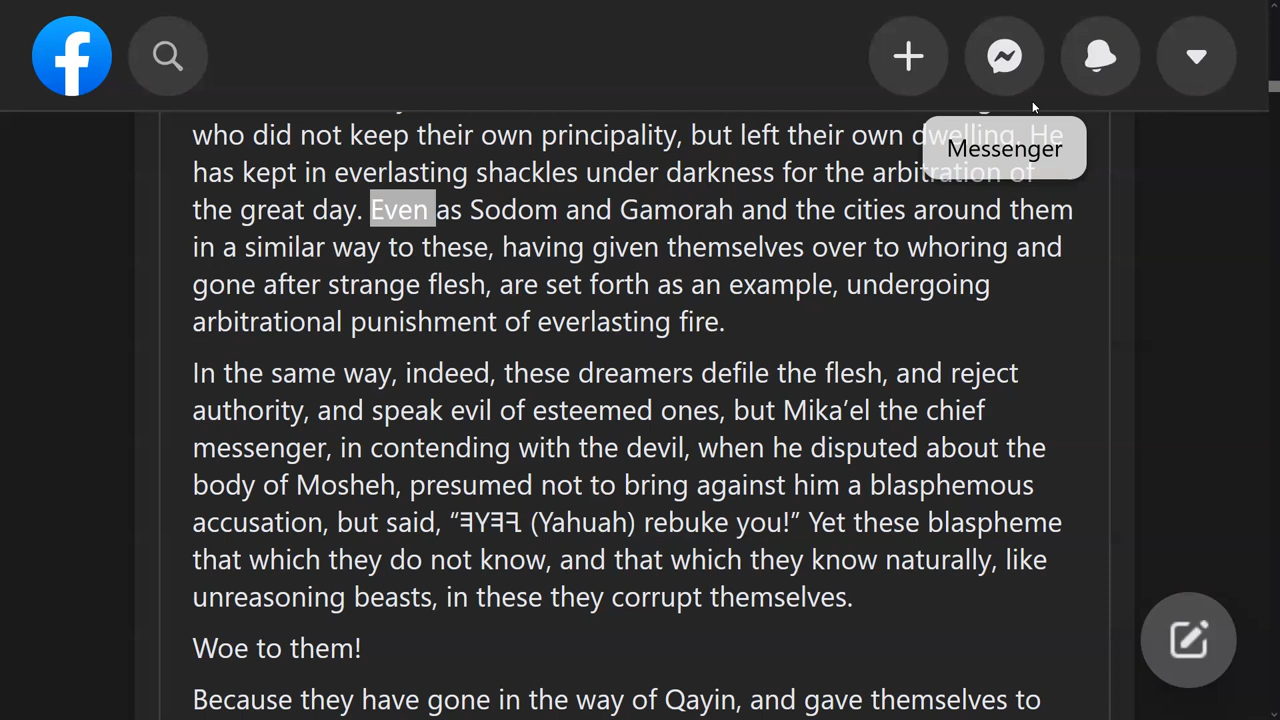 who did not keep their own principality, but left their own dwelling. He
Messenger
has kept in everlasting shackles under darkness for the arbitration of
the great day. Even as Sodom and Gamorah and the cities around them
in a similar way to these, having given themselves over to whoring and
gone after strange flesh, are set forth as an example, undergoing
arbitrational punishment of everlasting fire.
In the same way, indeed, these dreamers defile the flesh, and reject
authority, and speak evil of esteemed ones, but Mika’el the chief
messenger, in contending with the devil, when he disputed about the
body of Mosheh, presumed not to bring against him a blasphemous
accusation, but said, “𐤉𐤄𐤅𐤄 (Yahuah) rebuke you!” Yet these blaspheme
that which they do not know, and that which they know naturally, like
unreasoning beasts, in these they corrupt themselves.
Woe to them!
Because they have gone in the way of Qayin, and gave themselves to